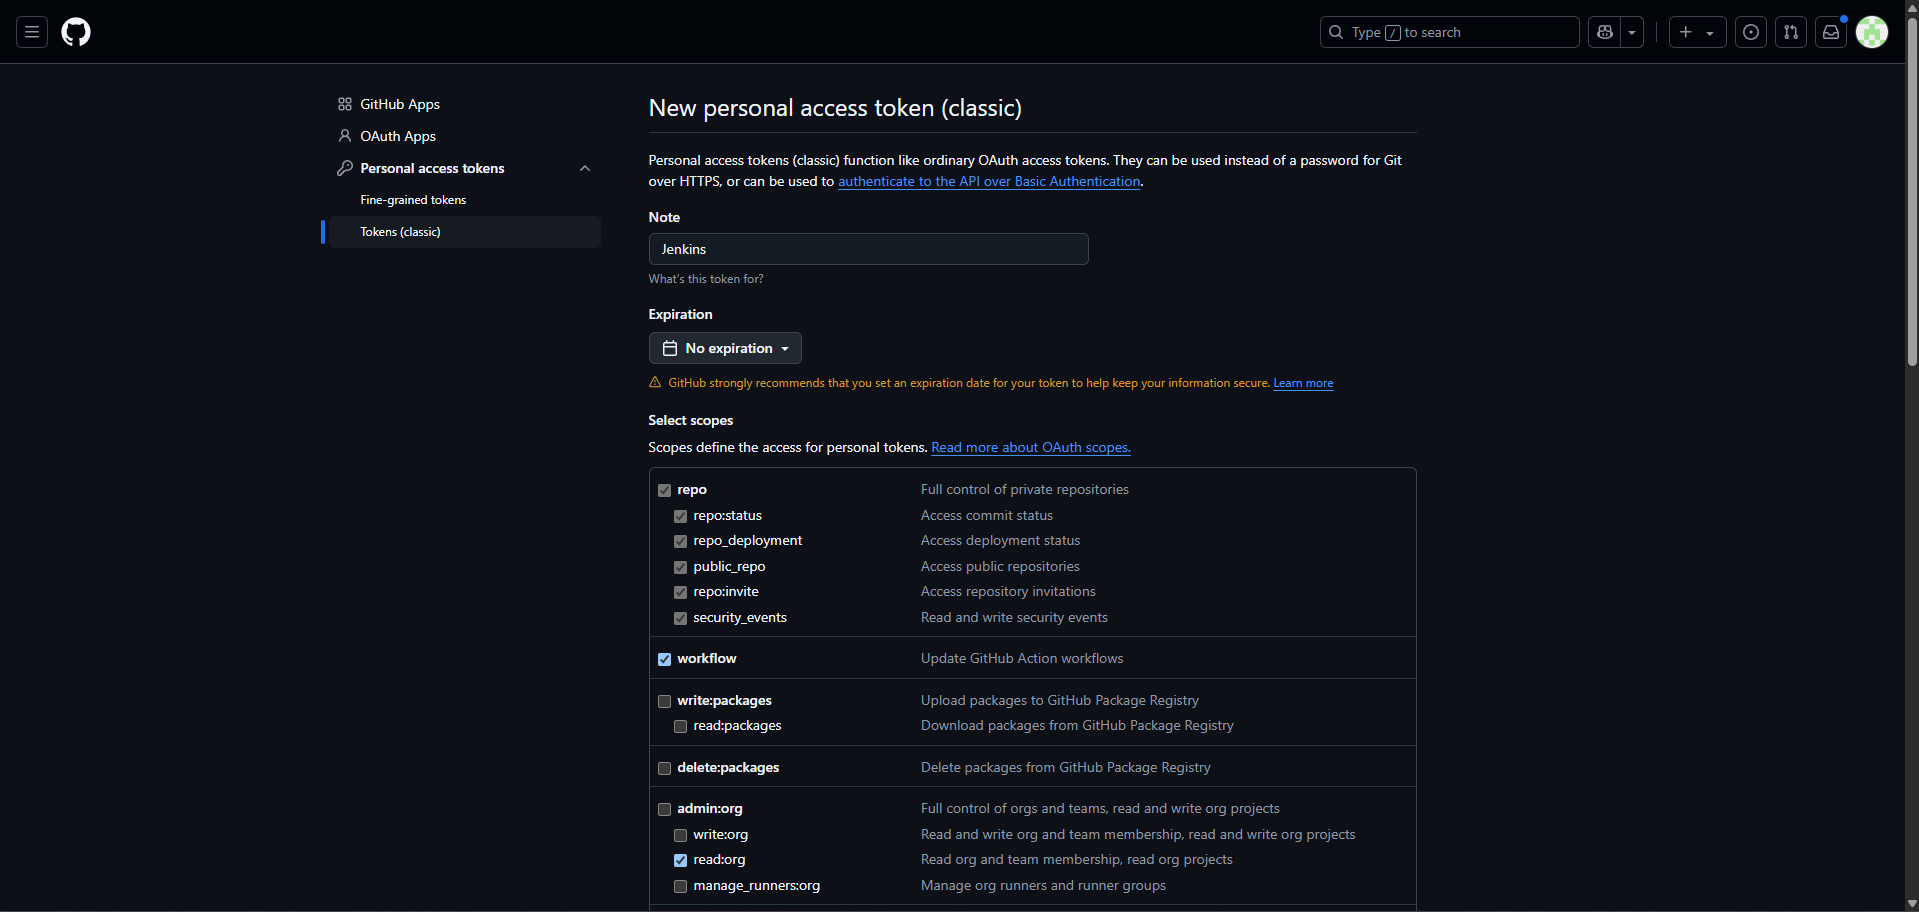 Type / to search
GitHub Apps
OAuth Apps
Personal access tokens
Fine-grained tokens
Tokens (classic)
New personal access token (classic)
Personal access tokens (classic) function like ordinary OAuth access tokens. They can be used instead of a password for Git
over HTTPS, or can be used to authenticate to the API over Basic Authentication.
Note
Jenkins
What's this token for?
Expiration
No expiration
GitHub strongly recommends that you set an expiration date for your token to help keep your information secure. Learn more
Select scopes
Scopes define the access for personal tokens. Read more about OAuth scopes.
repo Full control of private repositories
repo:status Access commit status
repo_deployment Access deployment status
public_repo Access public repositories
repo:invite Access repository invitations
security_events Read and write security events
workflow Update GitHub Action workflows
write:packages Upload packages to GitHub Package Registry
read:packages Download packages from GitHub Package Registry
delete:packages Delete packages from GitHub Package Registry
admin:org Full control of orgs and teams, read and write org projects
write:org Read and write org and team membership, read and write org projects
read:org Read org and team membership, read org projects
manage_runners:org Manage org runners and runner groups